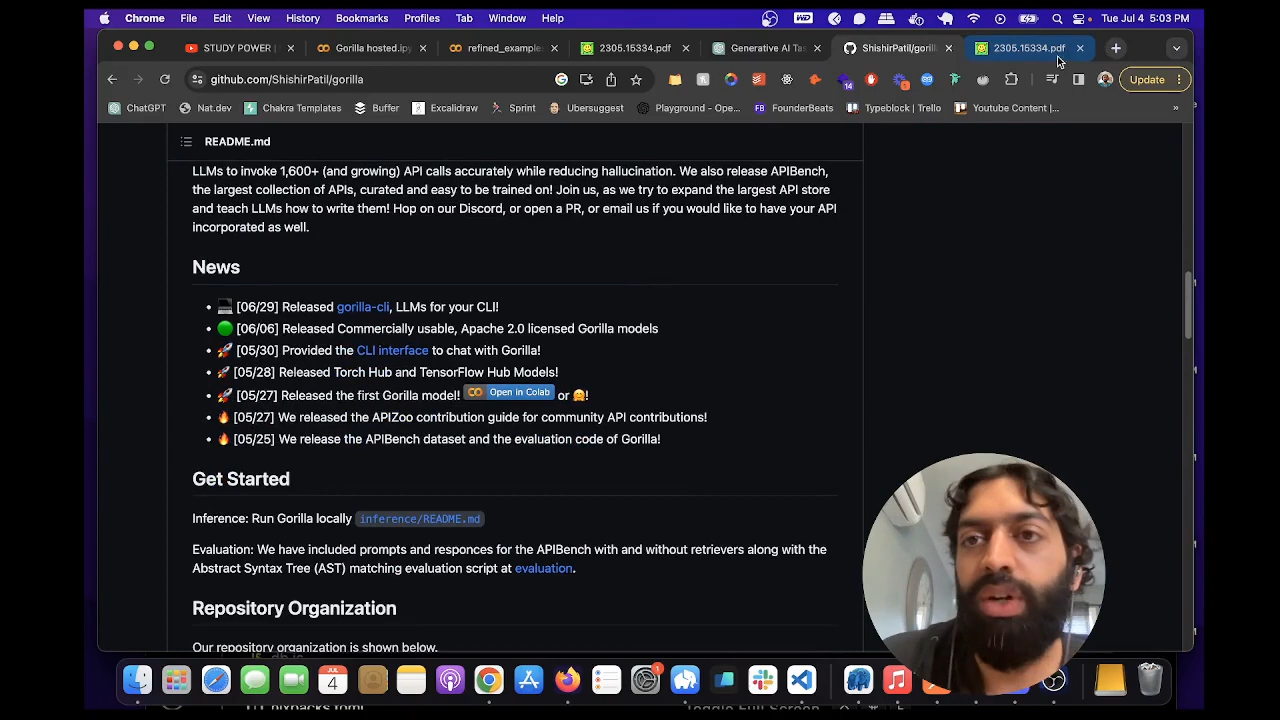 Chrome File Edit View History Bookmarks Profiles Tab Window Help WD Tue Jul 4 5:03 PM
STUDY POWER | Gorilla hosted.ipy refined_example 2305.15334.pdf Generative AI Tas ShishirPatil/gorill 2305.15334.pdf
github.com/ShishirPatil/gorilla 14 Update
ChatGPT Nat.dev Chakra Templates Buffer Excalidraw Sprint Ubersuggest Playground - Ope... FB FounderBeats Typeblock | Trello Youtube Content |... »
README.md
LLMs to invoke 1,600+ (and growing) API calls accurately while reducing hallucination. We also release APIBench,
the largest collection of APIs, curated and easy to be trained on! Join us, as we try to expand the largest API store
and teach LLMs how to write them! Hop on our Discord, or open a PR, or email us if you would like to have your API
incorporated as well.
News
• [06/29] Released gorilla-cli, LLMs for your CLI!
• [06/06] Released Commercially usable, Apache 2.0 licensed Gorilla models
• [05/30] Provided the CLI interface to chat with Gorilla!
• [05/28] Released Torch Hub and TensorFlow Hub Models!
• [05/27] Released the first Gorilla model! Open in Colab or 🤗!
• [05/27] We released the APIZoo contribution guide for community API contributions!
• [05/25] We release the APIBench dataset and the evaluation code of Gorilla!
Get Started
Inference: Run Gorilla locally inference/README.md
Evaluation: We have included prompts and responces for the APIBench with and without retrievers along with the
Abstract Syntax Tree (AST) matching evaluation script at evaluation.
Repository Organization
Our repository organization is shown below.
JUL
4
1